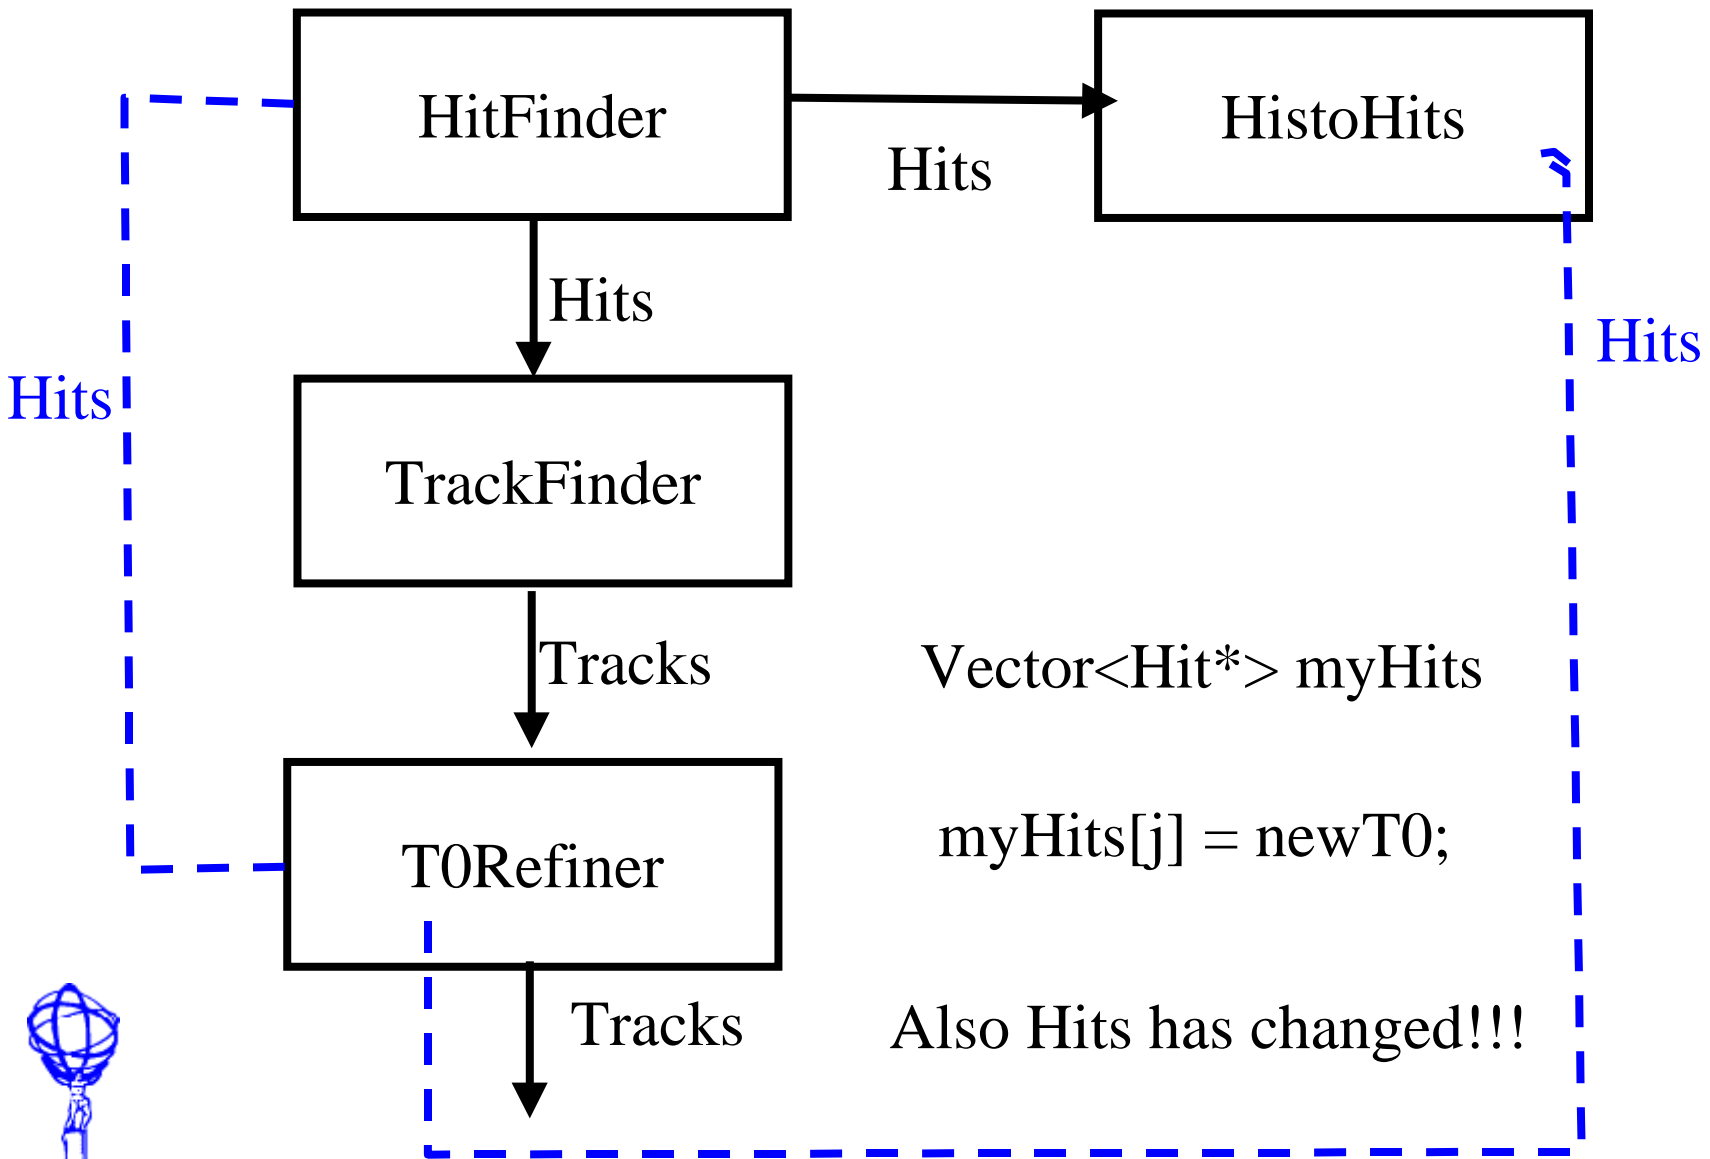 HitFinder
HistoHits
Hits
Hits
Hits
Hits
TrackFinder
Tracks
Vector<Hit*> myHits
myHits[j] = newT0;
T0Refiner
Tracks
Also Hits has changed!!!